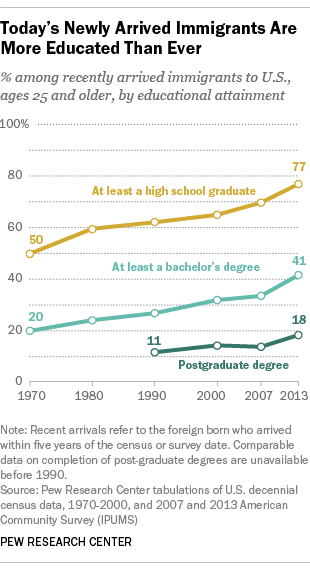 Today's Newly Arrived Immigrants Are
More Educated Than Ever
% among recently arrived immigrants to U.S.,
ages 25 and older, by educational attainment
100%
80
60
40
20
0
77
At least a high school graduate
50
41
At least a bachelor's degree
20
18
11
Postgraduate degree
1970 1980 1990 2000 2007 2013
Note: Recent arrivals refer to the foreign born who arrived
within five years of the census or survey date. Comparable
data on completion of post-graduate degrees are unavailable
before 1990.
Source: Pew Research Center tabulations of U.S. decennial
census data, 1970-2000, and 2007 and 2013 American
Community Survey (IPUMS)
PEW RESEARCH CENTER